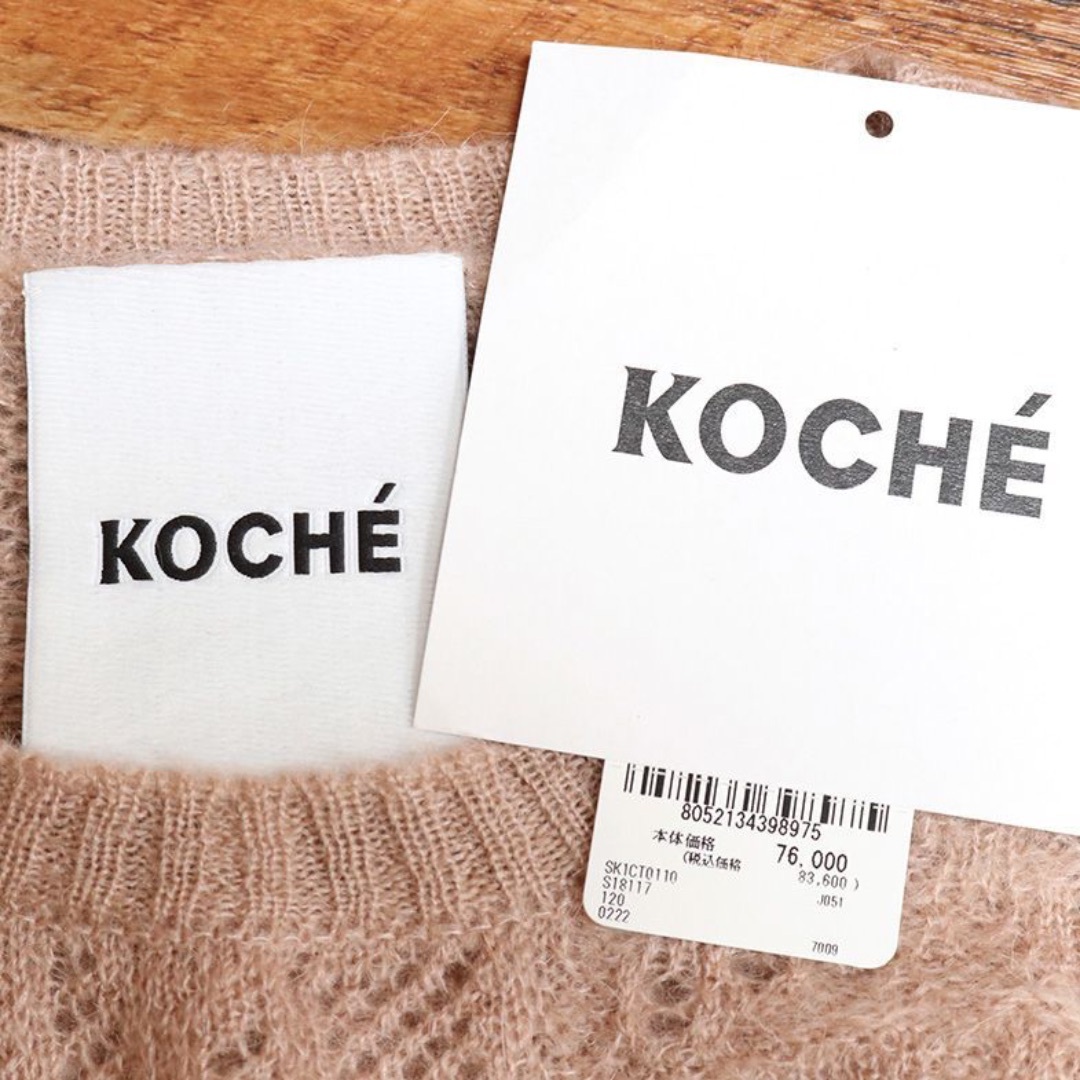 KOCHÉ
KOCHÉ
8052134398975
本体価格 76,000
(税込価格 83,600)
SK1CT0110
S18117 J051
120
0222
7009